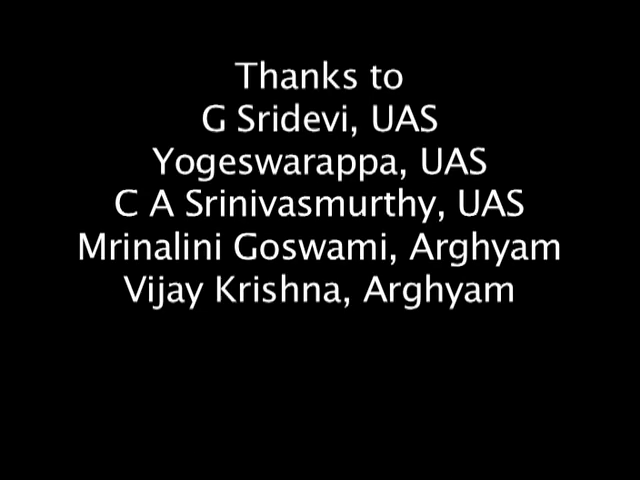 Thanks to
G Sridevi, UAS
Yogeswarappa, UAS
C A Srinivasmurthy, UAS
Mrinalini Goswami, Arghyam
Vijay Krishna, Arghyam